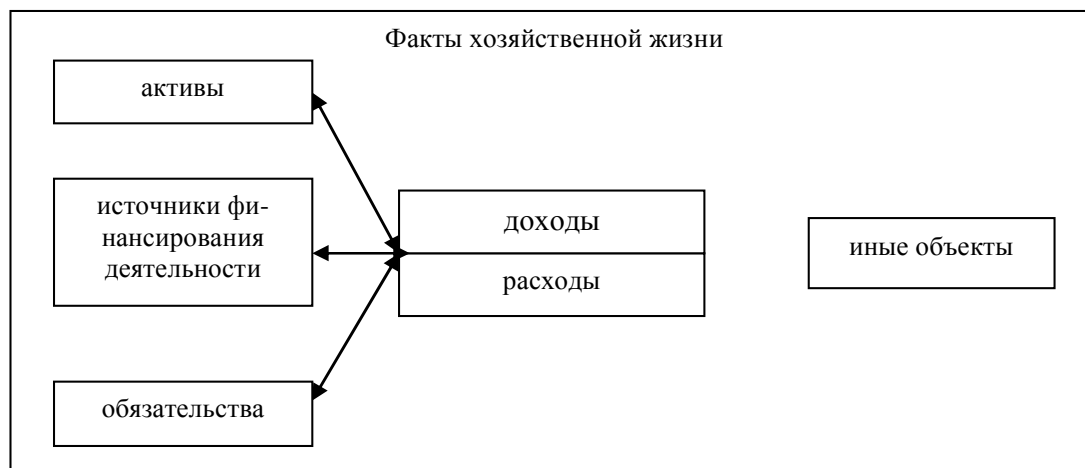 Факты хозяйственной жизни
активы
источники фи-
нансирования
деятельности
обязательства
доходы
расходы
иные объекты